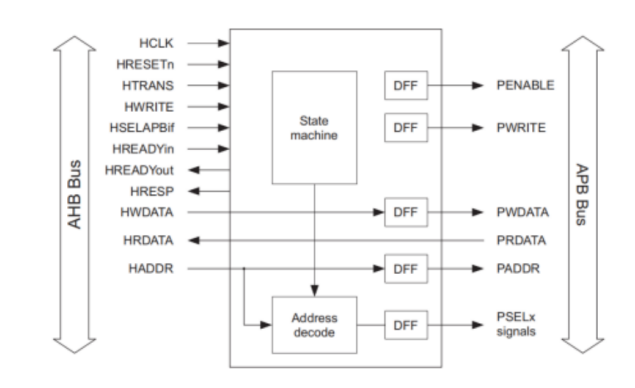 AHB Bus
HCLK
HRESETn
HTRANS
HWRITE
HSELAPBif
HREADYin
HREADYout
HRESP
HWDATA
HRDATA
HADDR
State
machine
Address
decode
DFF
DFF
DFF
DFF
DFF
PENABLE
PWRITE
PWDATA
PRDATA
PADDR
PSELx
signals
APB Bus